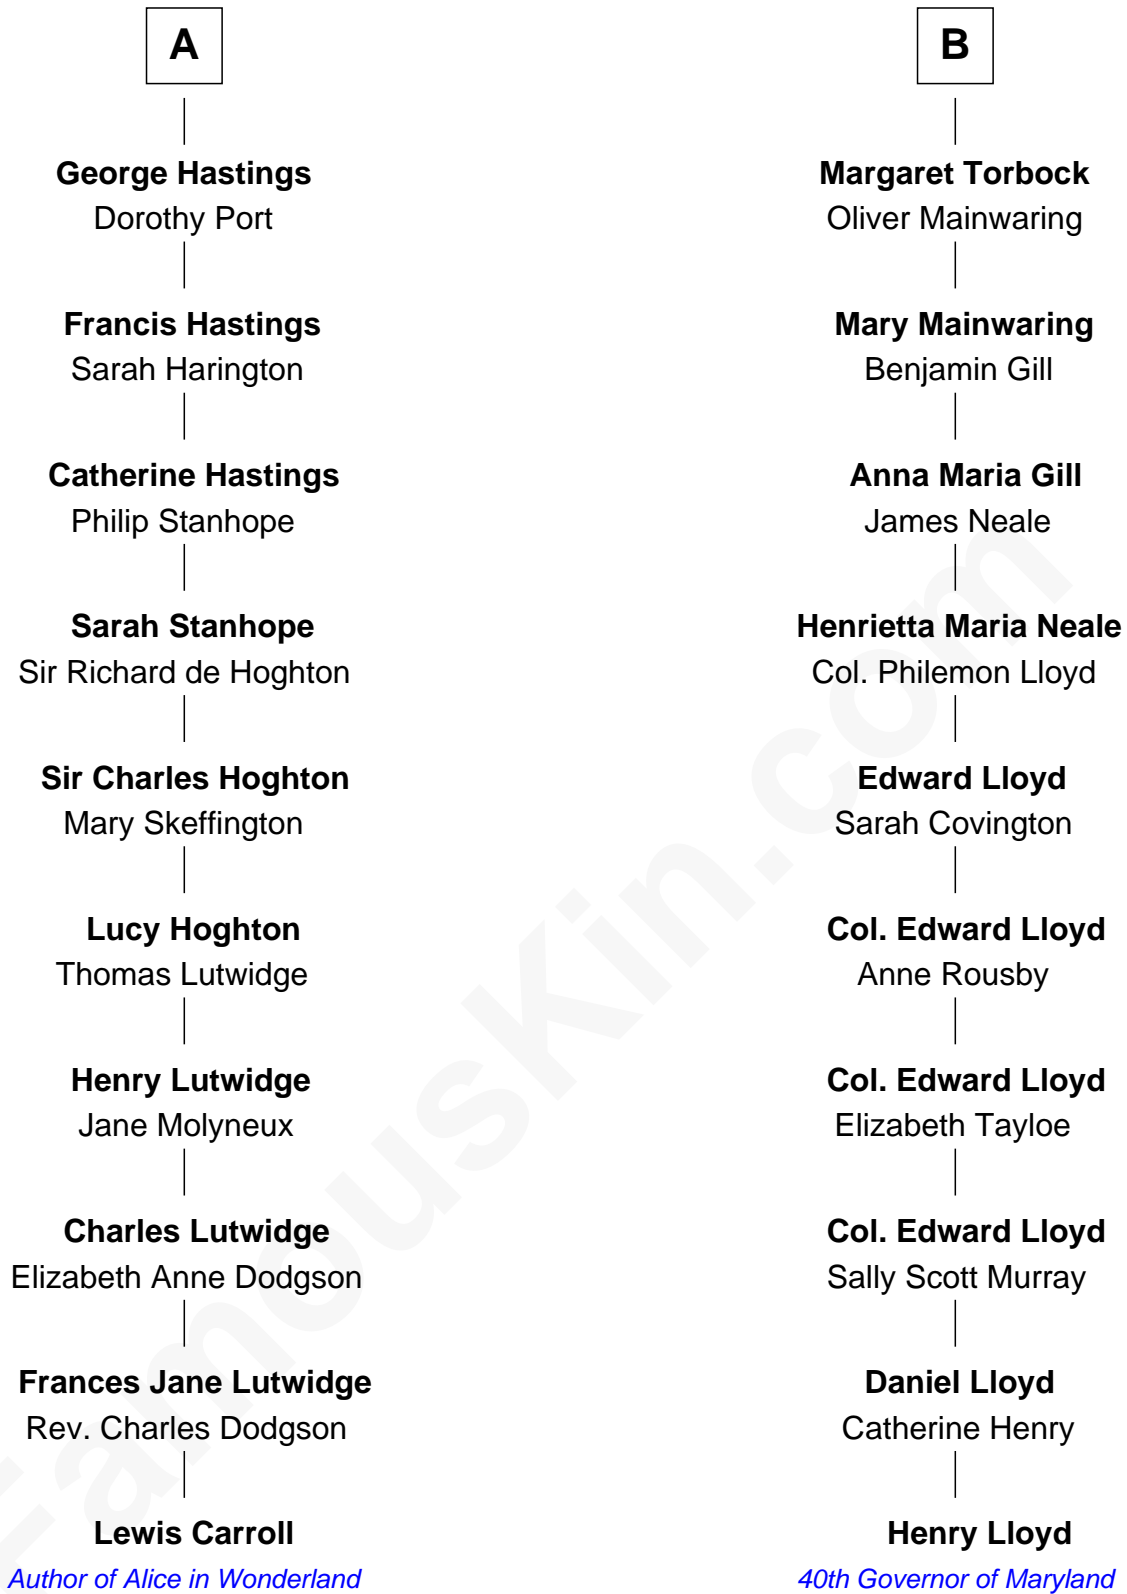 A
George Hastings
Dorothy Port
Francis Hastings
Sarah Harington
Catherine Hastings
Philip Stanhope
Sarah Stanhope
Sir Richard de Hoghton
Sir Charles Hoghton
Mary Skeffington
Lucy Hoghton
Thomas Lutwidge
Henry Lutwidge
Jane Molyneux
Charles Lutwidge
Elizabeth Anne Dodgson
Frances Jane Lutwidge
Rev. Charles Dodgson
Lewis Carroll
Author of Alice in Wonderland
B
Margaret Torbock
Oliver Mainwaring
Mary Mainwaring
Benjamin Gill
Anna Maria Gill
James Neale
Henrietta Maria Neale
Col. Philemon Lloyd
Edward Lloyd
Sarah Covington
Col. Edward Lloyd
Anne Rousby
Col. Edward Lloyd
Elizabeth Tayloe
Col. Edward Lloyd
Sally Scott Murray
Daniel Lloyd
Catherine Henry
Henry Lloyd
40th Governor of Maryland
FamousKin.com